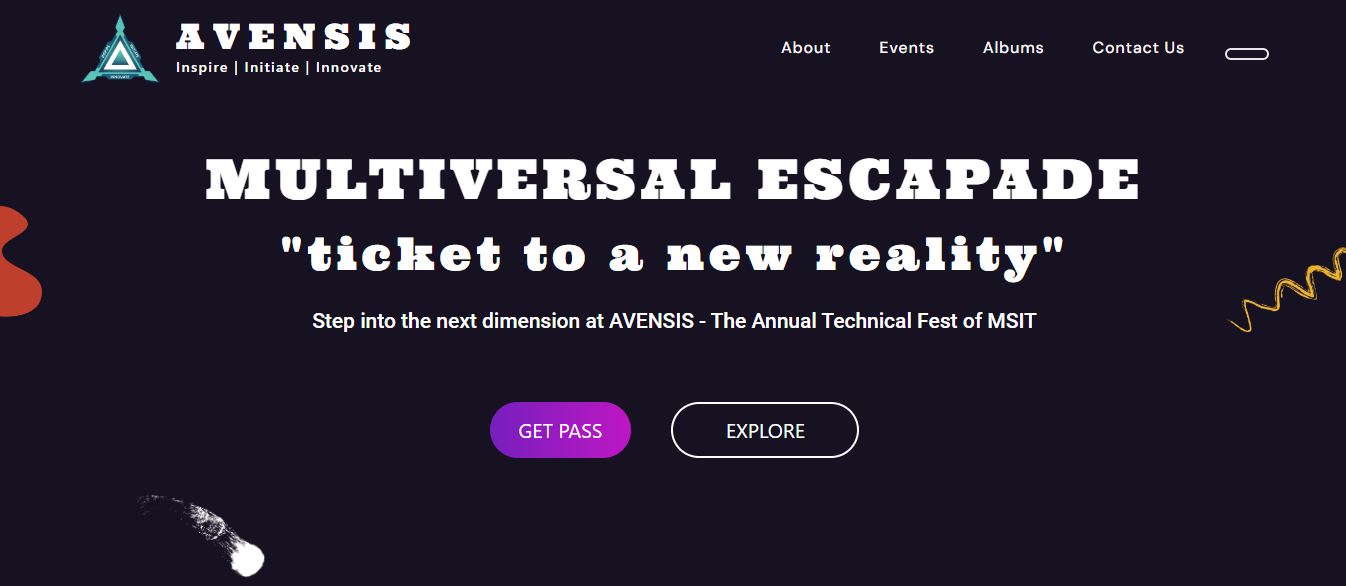 AVENSIS
Inspire | Initiate | Innovate
About
Events
Albums
Contact Us
MULTIVERSAL ESCAPADE
"ticket to a new reality"
Step into the next dimension at AVENSIS - The Annual Technical Fest of MSIT
GET PASS
EXPLORE
INNOVATE